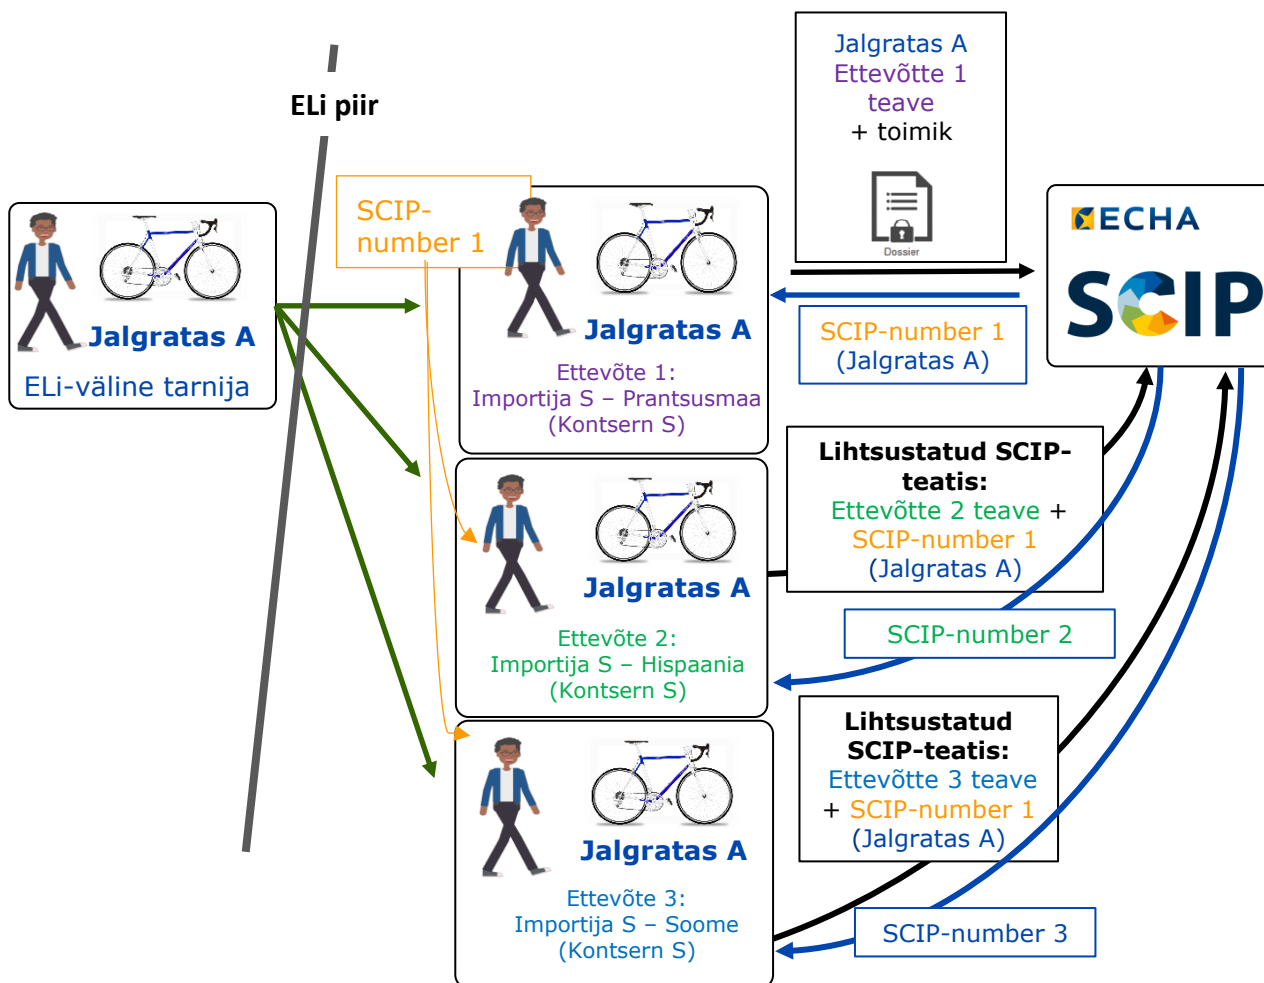 ELi piir
Jalgratas A
ELi-väline tarnija
SCIP-
number 1
Jalgratas A
Ettevõte 1:
Importija S – Prantsusmaa
(Kontsern S)
Jalgratas A
Ettevõtte 1
teave
+ toimik
Dossier
ECHA
SCIP
SCIP-number 1
(Jalgratas A)
Jalgratas A
Ettevõte 2:
Importija S – Hispaania
(Kontsern S)
Lihtsustatud SCIP-
teatis:
Ettevõtte 2 teave +
SCIP-number 1
(Jalgratas A)
SCIP-number 2
Jalgratas A
Ettevõte 3:
Importija S – Soome
(Kontsern S)
Lihtsustatud
SCIP-teatis:
Ettevõtte 3 teave
+ SCIP-number 1
(Jalgratas A)
SCIP-number 3